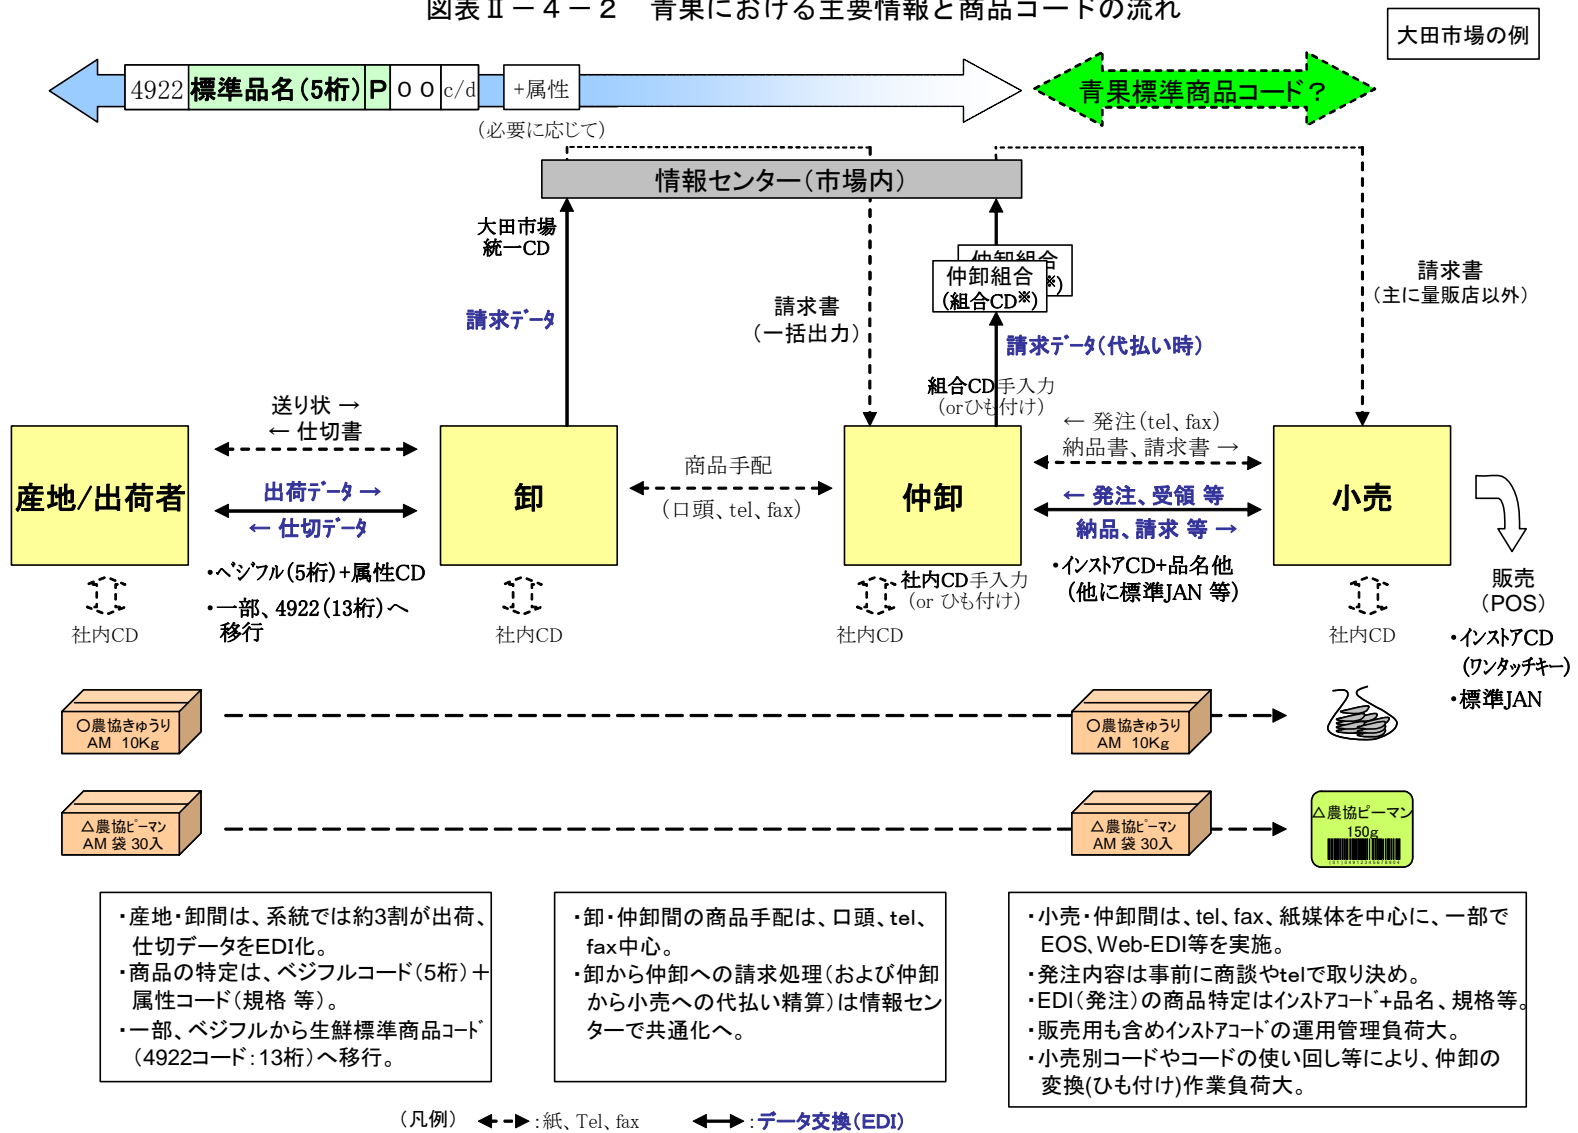 図表Ⅱ－４－２　青果における主要情報と商品コードの流れ
大田市場の例
4922 標準品名(5桁) P 0 0 c/d +属性
青果標準商品コード？
(必要に応じて)
情報センター(市場内)
大田市場
統一CD
請求ﾃﾞｰﾀ
請求書
(一括出力)
仲卸組合
※)
仲卸組合
(組合CD※)
請求ﾃﾞｰﾀ(代払い時)
組合CD手入力
(orひも付け)
請求書
(主に量販店以外)
送り状 →
← 仕切書
産地/出荷者
出荷ﾃﾞｰﾀ →
← 仕切ﾃﾞｰﾀ
・ﾍﾞｼﾞﾌﾙ(5桁)+属性CD
・一部、4922(13桁)へ
移行
卸
商品手配
(口頭、tel、fax)
仲卸
← 発注(tel、fax)
納品書、請求書 →
← 発注、受領 等
納品、請求 等 →
・ｲﾝｽﾄｱCD+品名他
(他に標準JAN 等)
小売
社内CD
社内CD
社内CD手入力
(or ひも付け)
社内CD
社内CD
販売
(POS)
・ｲﾝｽﾄｱCD
(ﾜﾝﾀｯﾁｷｰ)
・標準JAN
○農協きゅうり
AM 10Kg
○農協きゅうり
AM 10Kg
△農協ﾋﾟｰﾏﾝ
AM 袋 30入
△農協ﾋﾟｰﾏﾝ
AM 袋 30入
△農協ピーマン
150g
・産地・卸間は、系統では約3割が出荷、
仕切データをEDI化。
・商品の特定は、ベジフルコード(5桁)＋
属性コード(規格 等)。
・一部、ベジフルから生鮮標準商品ｺｰﾄﾞ
(4922ｺｰﾄﾞ：13桁)へ移行。
・卸・仲卸間の商品手配は、口頭、tel、
fax中心。
・卸から仲卸への請求処理(および仲卸
から小売への代払い精算)は情報セン
ターで共通化へ。
・小売・仲卸間は、tel、fax、紙媒体を中心に、一部で
EOS、Web-EDI等を実施。
・発注内容は事前に商談やtelで取り決め。
・EDI(発注)の商品特定はｲﾝｽﾄｱｺｰﾄﾞ+品名、規格等。
・販売用も含めｲﾝｽﾄｱｺｰﾄﾞの運用管理負荷大。
・小売別コードやコードの使い回し等により、仲卸の
変換(ひも付け)作業負荷大。
(凡例) ：紙、Tel、fax ：データ交換(EDI)